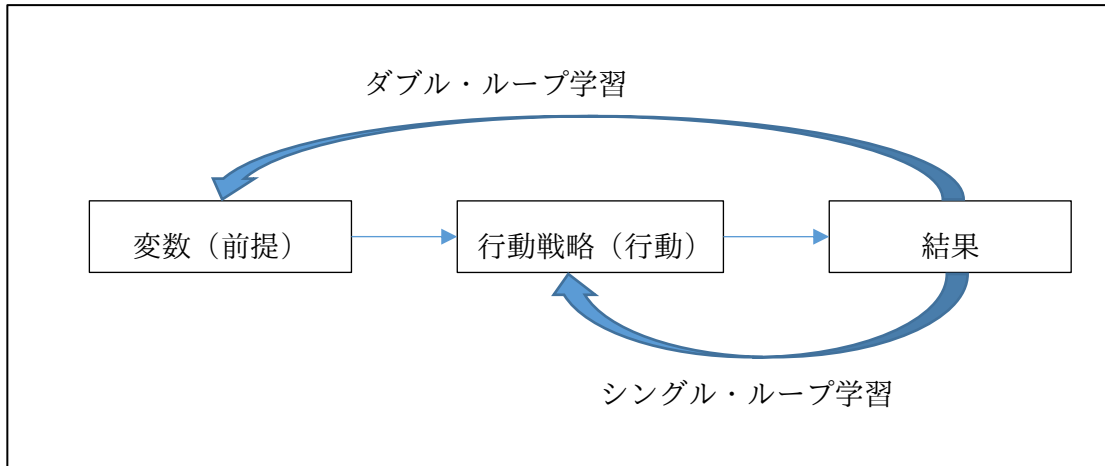 ダブル・ループ学習
変数（前提）
行動戦略（行動）
結果
シングル・ループ学習